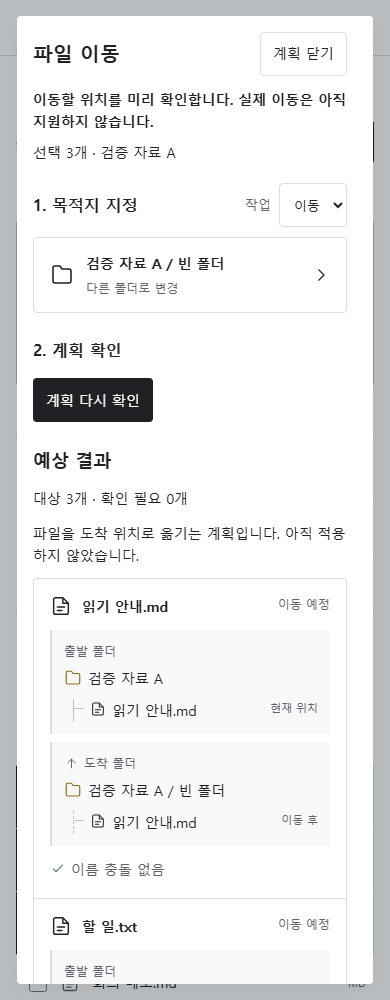 파일 이동
계획 닫기
이동할 위치를 미리 확인합니다. 실제 이동은 아직
지원하지 않습니다.
선택 3개 · 검증 자료 A
1. 목적지 지정
작업
이동
검증 자료 A / 빈 폴더
다른 폴더로 변경
2. 계획 확인
계획 다시 확인
예상 결과
대상 3개 · 확인 필요 0개
파일을 도착 위치로 옮기는 계획입니다. 아직 적용
하지 않았습니다.
읽기 안내.md
이동 예정
출발 폴더
검증 자료 A
읽기 안내.md
현재 위치
↑ 도착 폴더
검증 자료 A / 빈 폴더
읽기 안내.md
이동 후
✓ 이름 충돌 없음
할 일.txt
이동 예정
출발 폴더